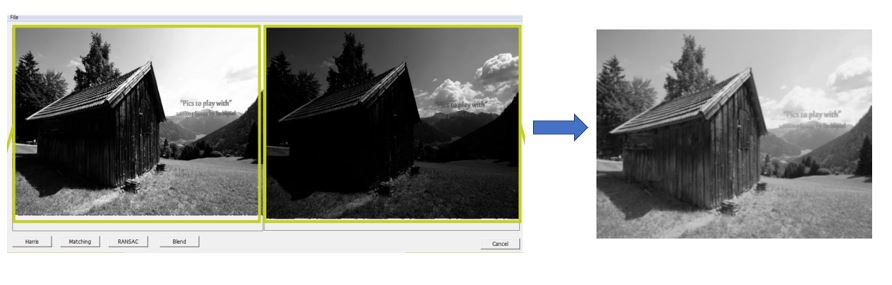 File
"Pics to play with"
"Pics to play with"
"Pics to play with"
Harris
Matching
RANSAC
Blend
Cancel